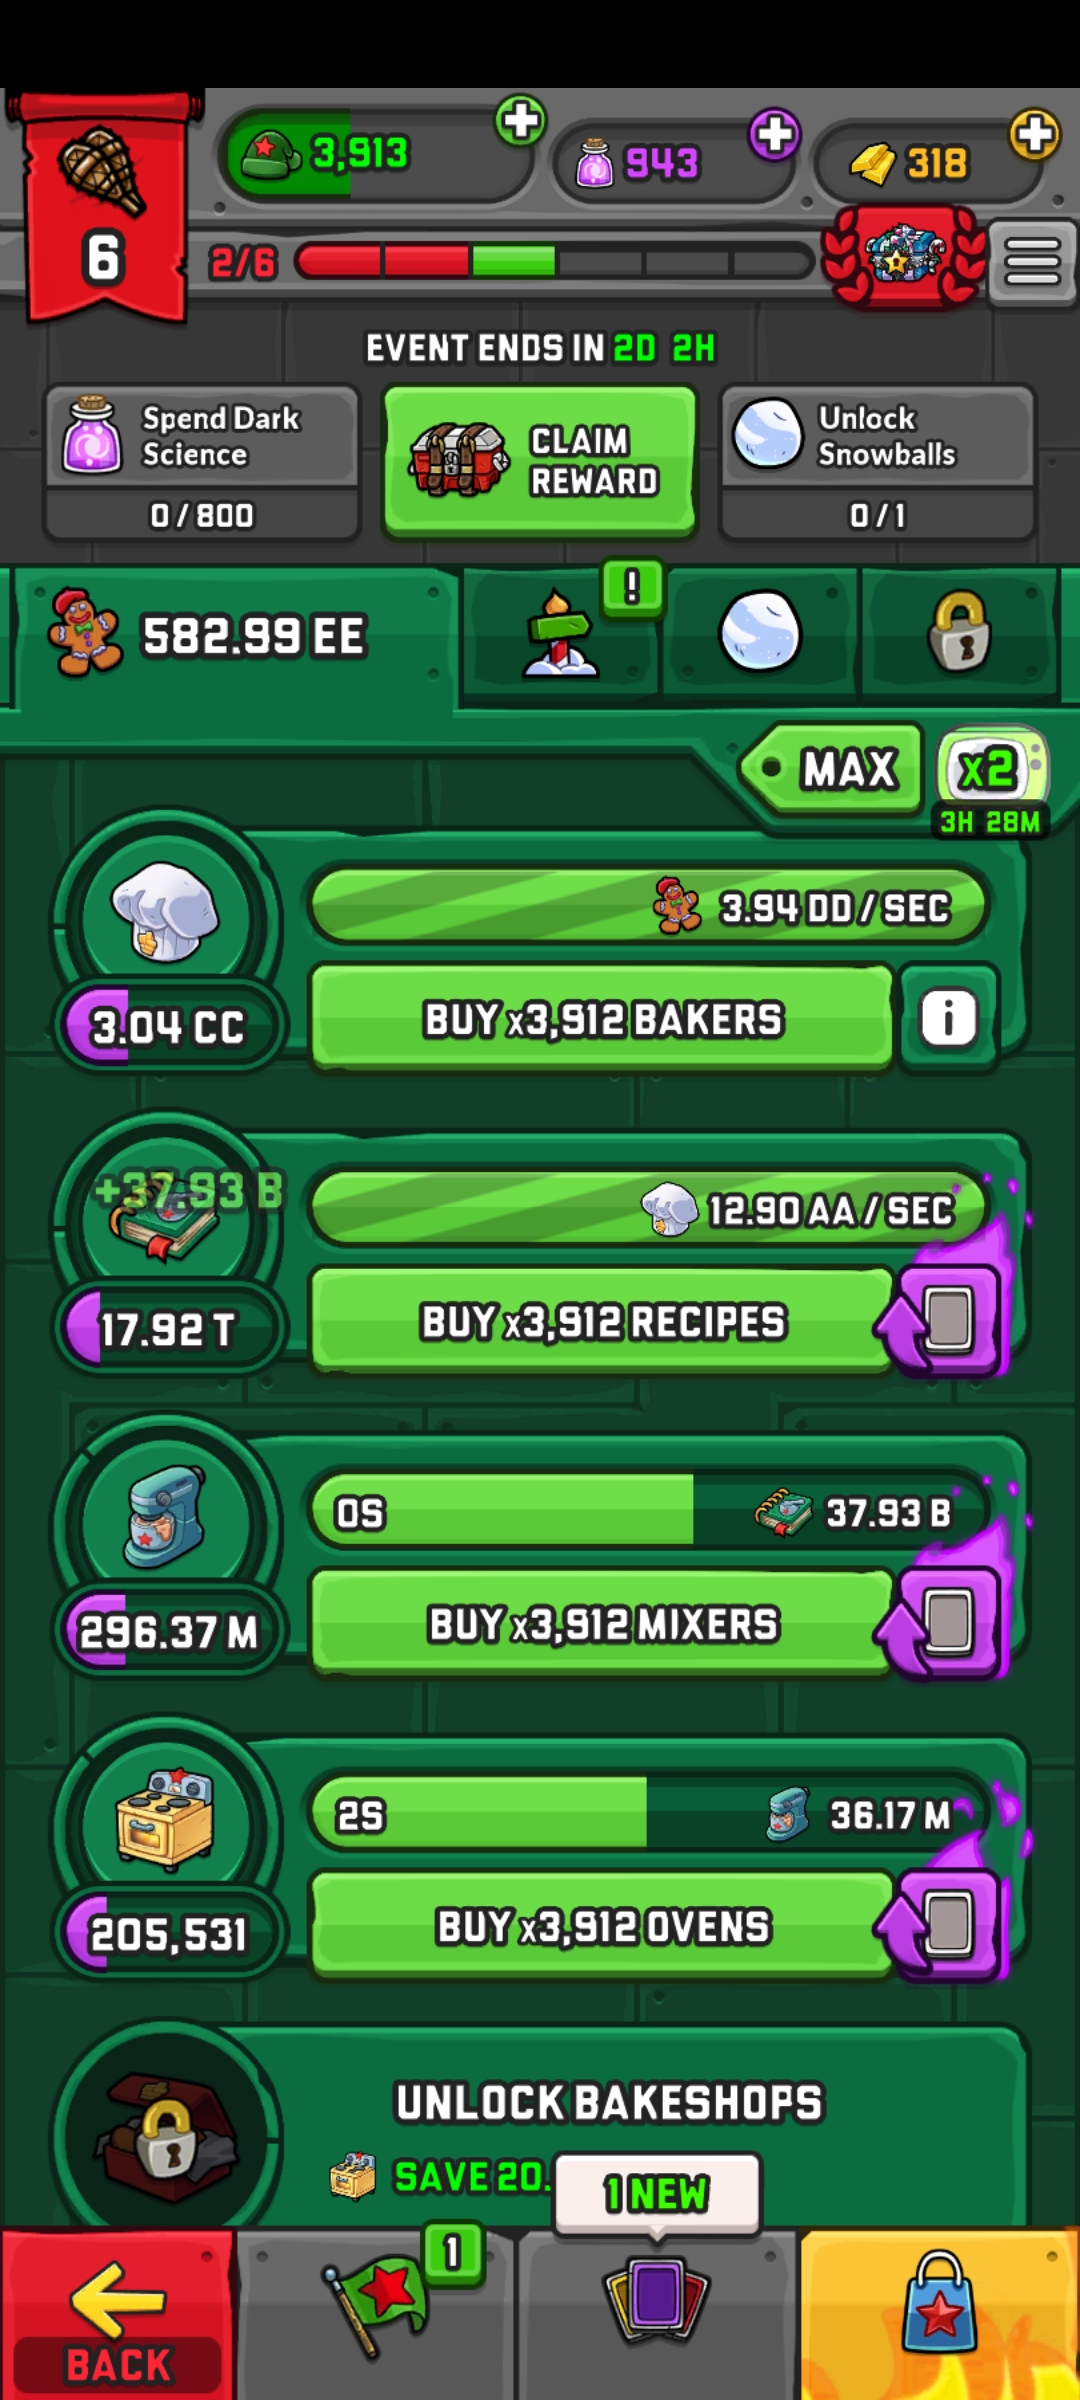 3,913
943
318
6
2/6
EVENT ENDS IN 2D 2H
Spend Dark
Science
0 / 800
CLAIM
REWARD
Unlock
Snowballs
0 / 1
582.99 EE
!
MAX
x2
3H 28M
3.94 DD / SEC
3.04 CC
BUY x3,912 BAKERS
i
+37.93 B
12.90 AA / SEC
17.92 T
BUY x3,912 RECIPES
0S
37.93 B
296.37 M
BUY x3,912 MIXERS
2S
36.17 M
205,531
BUY x3,912 OVENS
UNLOCK BAKESHOPS
SAVE 20.
1 NEW
1
BACK